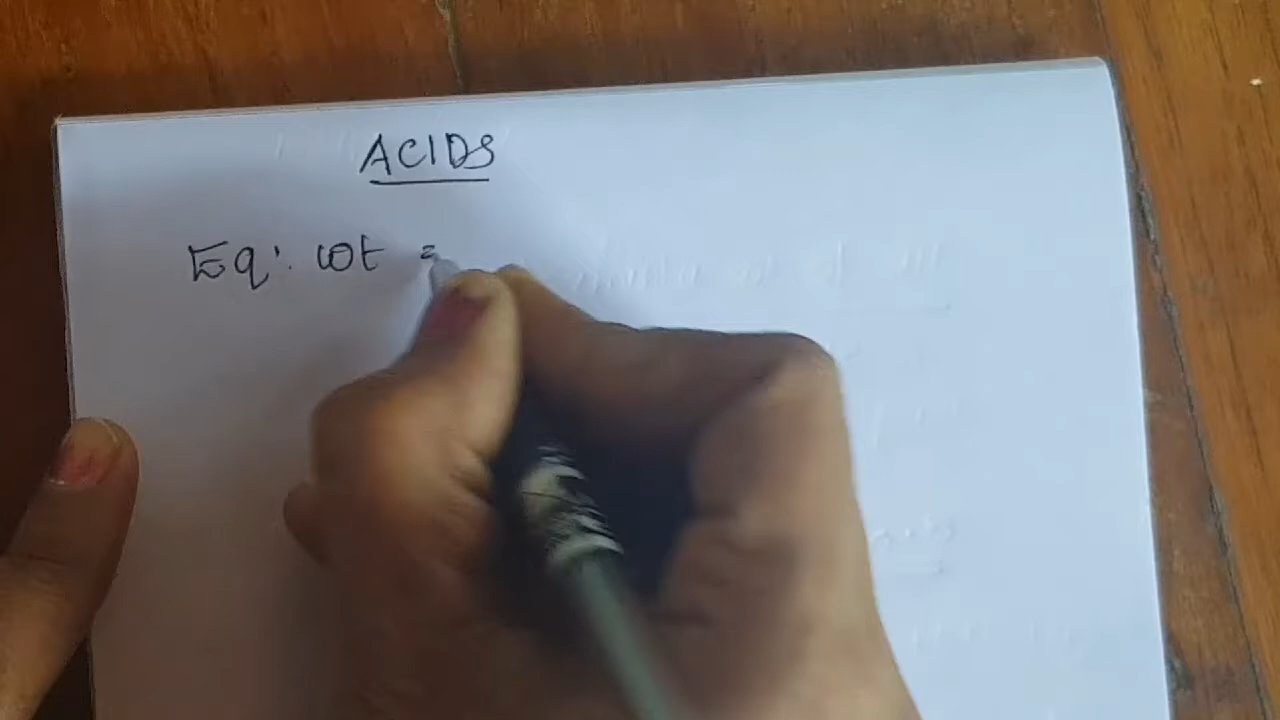 ACIDS
Eq. wt =